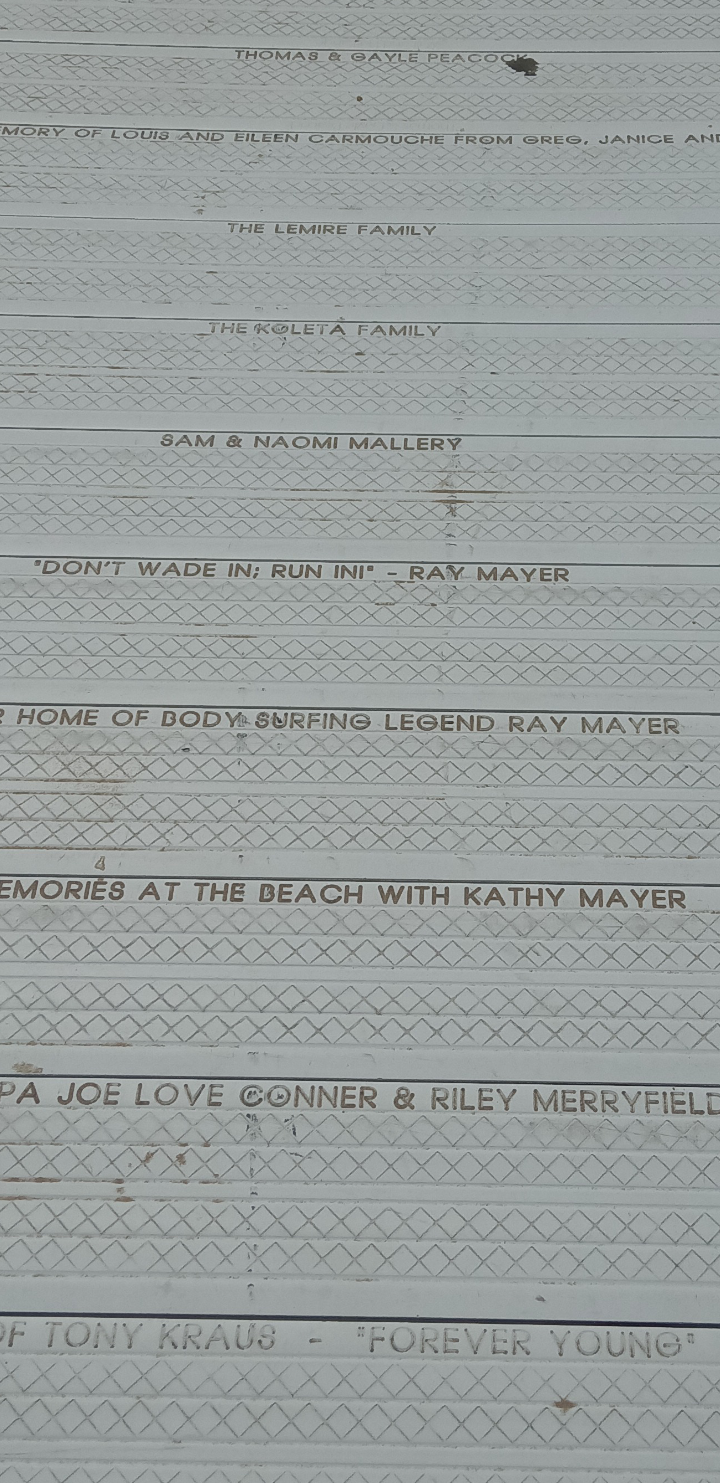 THOMAS & GAYLE PEACOCK
EMORY OF LOUIS AND EILEEN CARMOUCHE FROM GREG, JANICE AND
THE LEMIRE FAMILY
THE KOLETA FAMILY
SAM & NAOMI MALLERY
"DON'T WADE IN; RUN IN!" - RAY MAYER
R HOME OF BODY SURFING LEGEND RAY MAYER
EMORIES AT THE BEACH WITH KATHY MAYER
PA JOE LOVE CONNER & RILEY MERRYFIELD
OF TONY KRAUS - "FOREVER YOUNG"